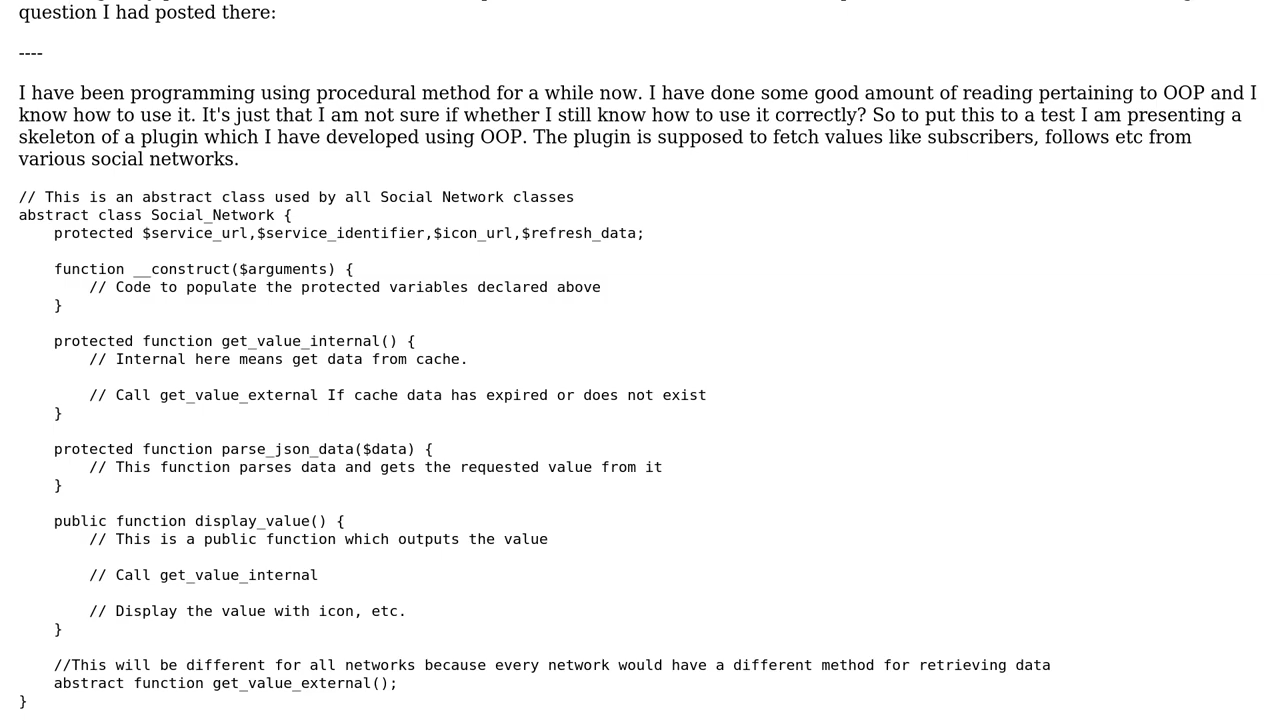 question I had posted there:
----
I have been programming using procedural method for a while now. I have done some good amount of reading pertaining to OOP and I
know how to use it. It's just that I am not sure if whether I still know how to use it correctly? So to put this to a test I am presenting a
skeleton of a plugin which I have developed using OOP. The plugin is supposed to fetch values like subscribers, follows etc from
various social networks.
// This is an abstract class used by all Social Network classes
abstract class Social_Network {
    protected $service_url,$service_identifier,$icon_url,$refresh_data;
    function __construct($arguments) {
        // Code to populate the protected variables declared above
    }
    protected function get_value_internal() {
        // Internal here means get data from cache.
        // Call get_value_external If cache data has expired or does not exist
    }
    protected function parse_json_data($data) {
        // This function parses data and gets the requested value from it
    }
    public function display_value() {
        // This is a public function which outputs the value
        // Call get_value_internal
        // Display the value with icon, etc.
    }
    //This will be different for all networks because every network would have a different method for retrieving data
    abstract function get_value_external();
}